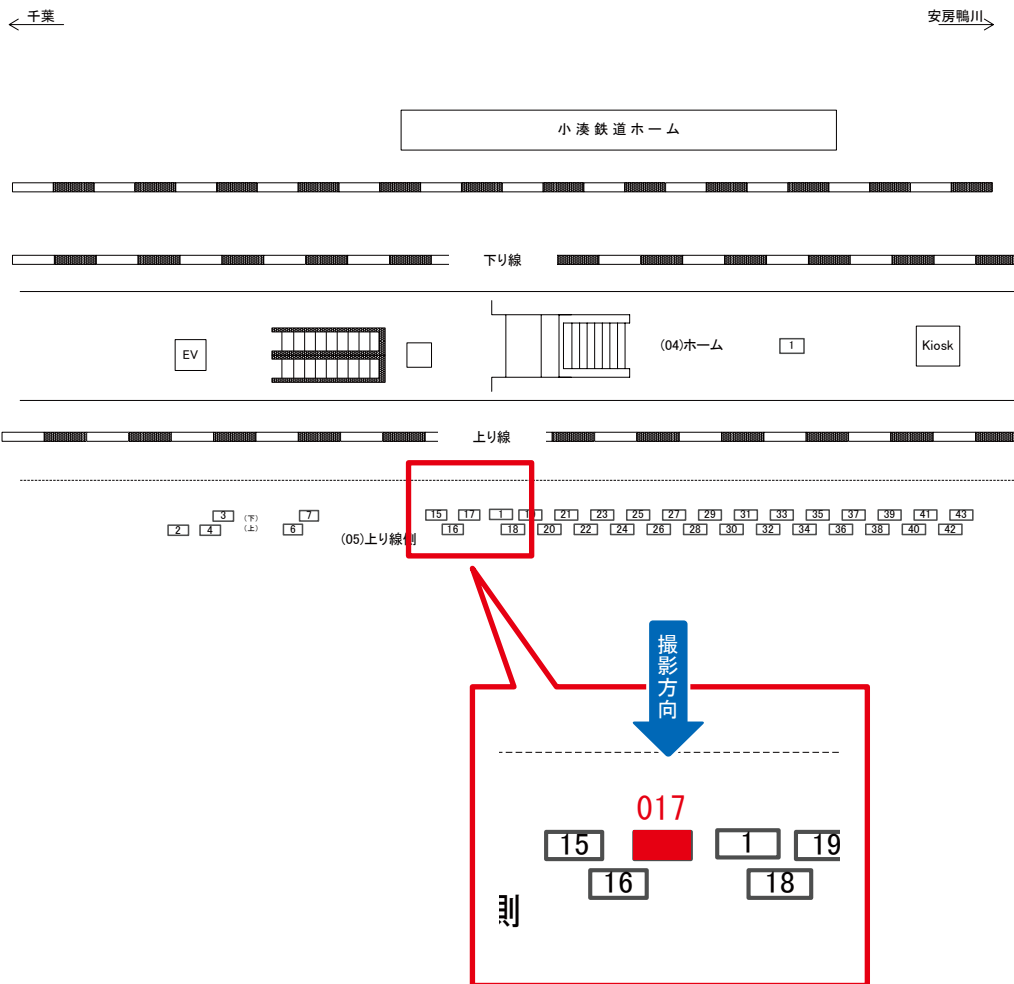 千葉
安房鴨川
小湊鉄道ホーム
下り線
EV
(04)ホーム
1
Kiosk
上り線
3 (下) 7
2 4 (上) 6
15 17 1 19 21 23 25 27 29 31 33 35 37 39 41 43
16 18 20 22 24 26 28 30 32 34 36 38 40 42
(05)上り線側
撮影方向
017
15 1 19
16 18
則